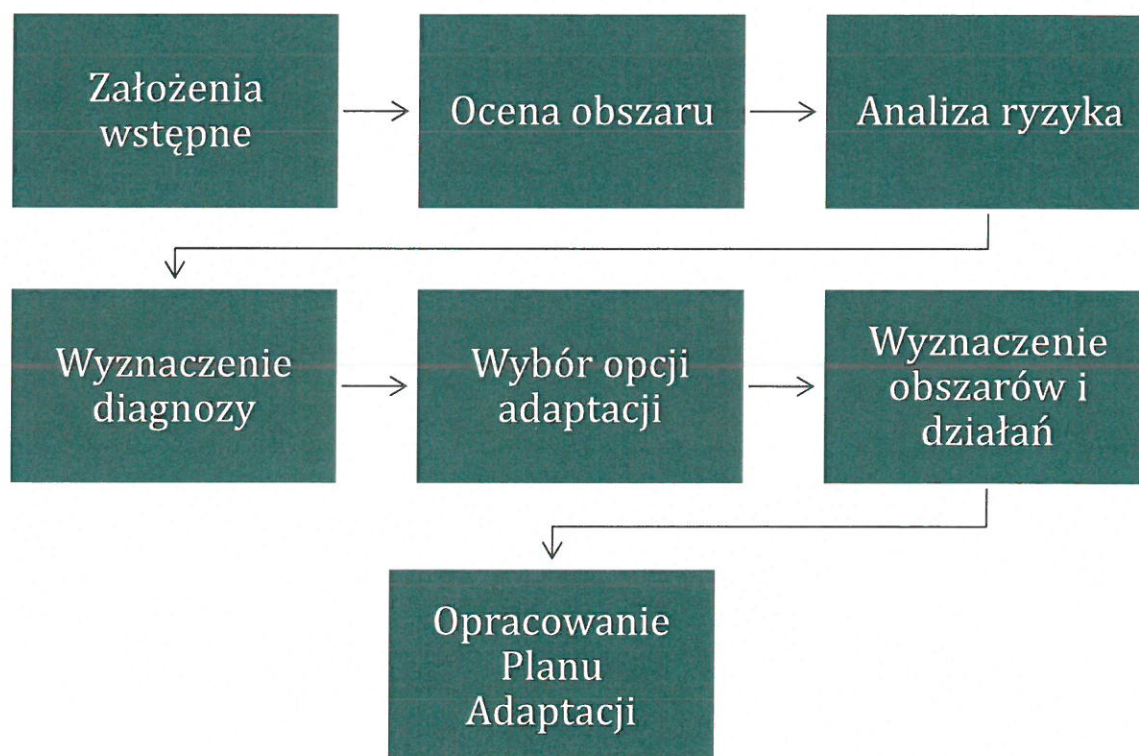 Założenia
wstępne
Ocena obszaru
Analiza ryzyka
Wyznaczenie
diagnozy
Wybór opcji
adaptacji
Wyznaczenie
obszarów i
działań
Opracowanie
Planu
Adaptacji